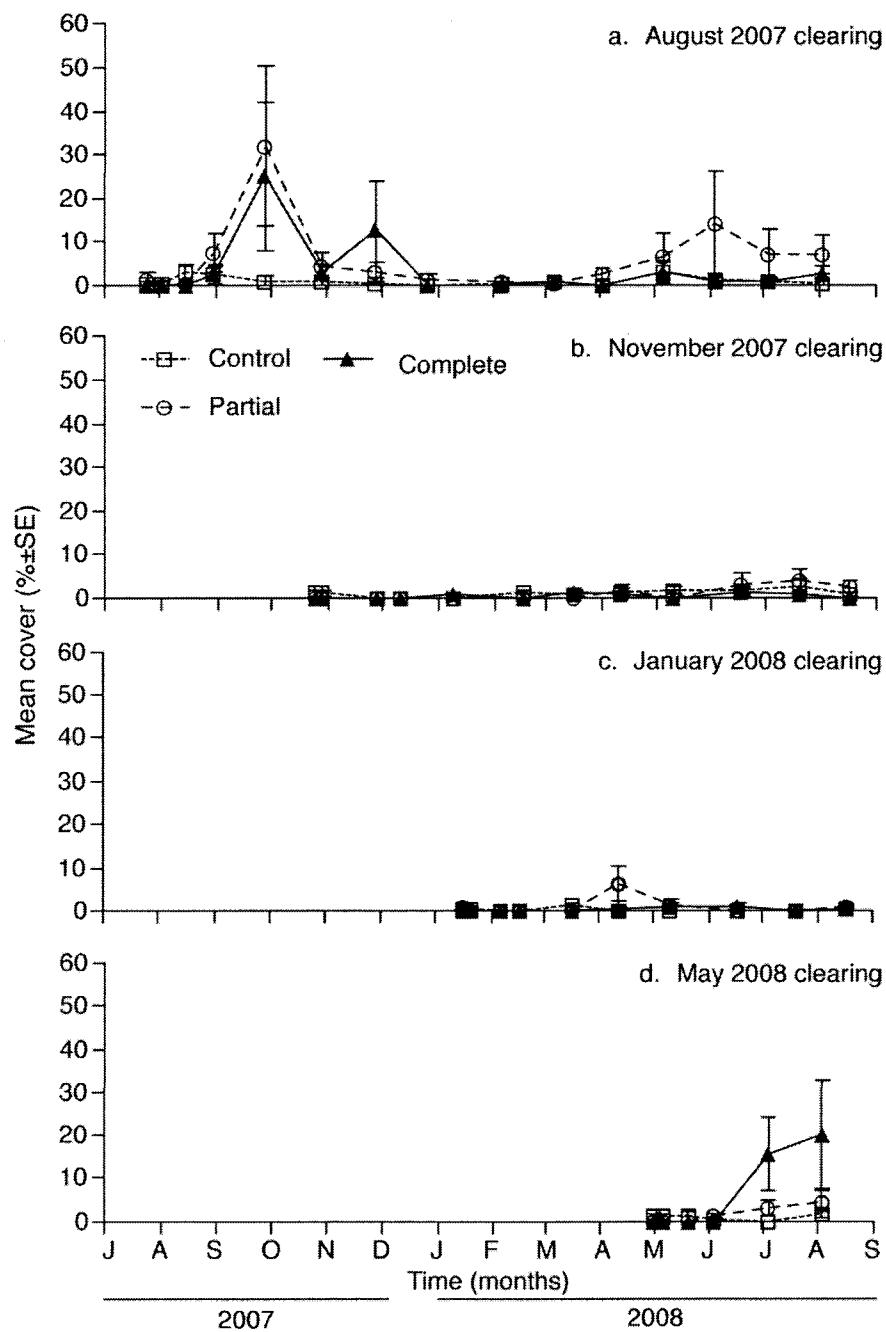 a. August 2007 clearing
60
50
40
30
20
10
0
b. November 2007 clearing
Control
Complete
Partial
60
50
40
30
20
10
0
Mean cover (%±SE)
c. January 2008 clearing
60
50
40
30
20
10
0
d. May 2008 clearing
60
50
40
30
20
10
0
J A S O N D J F M A M J J A S
Time (months)
2007 2008